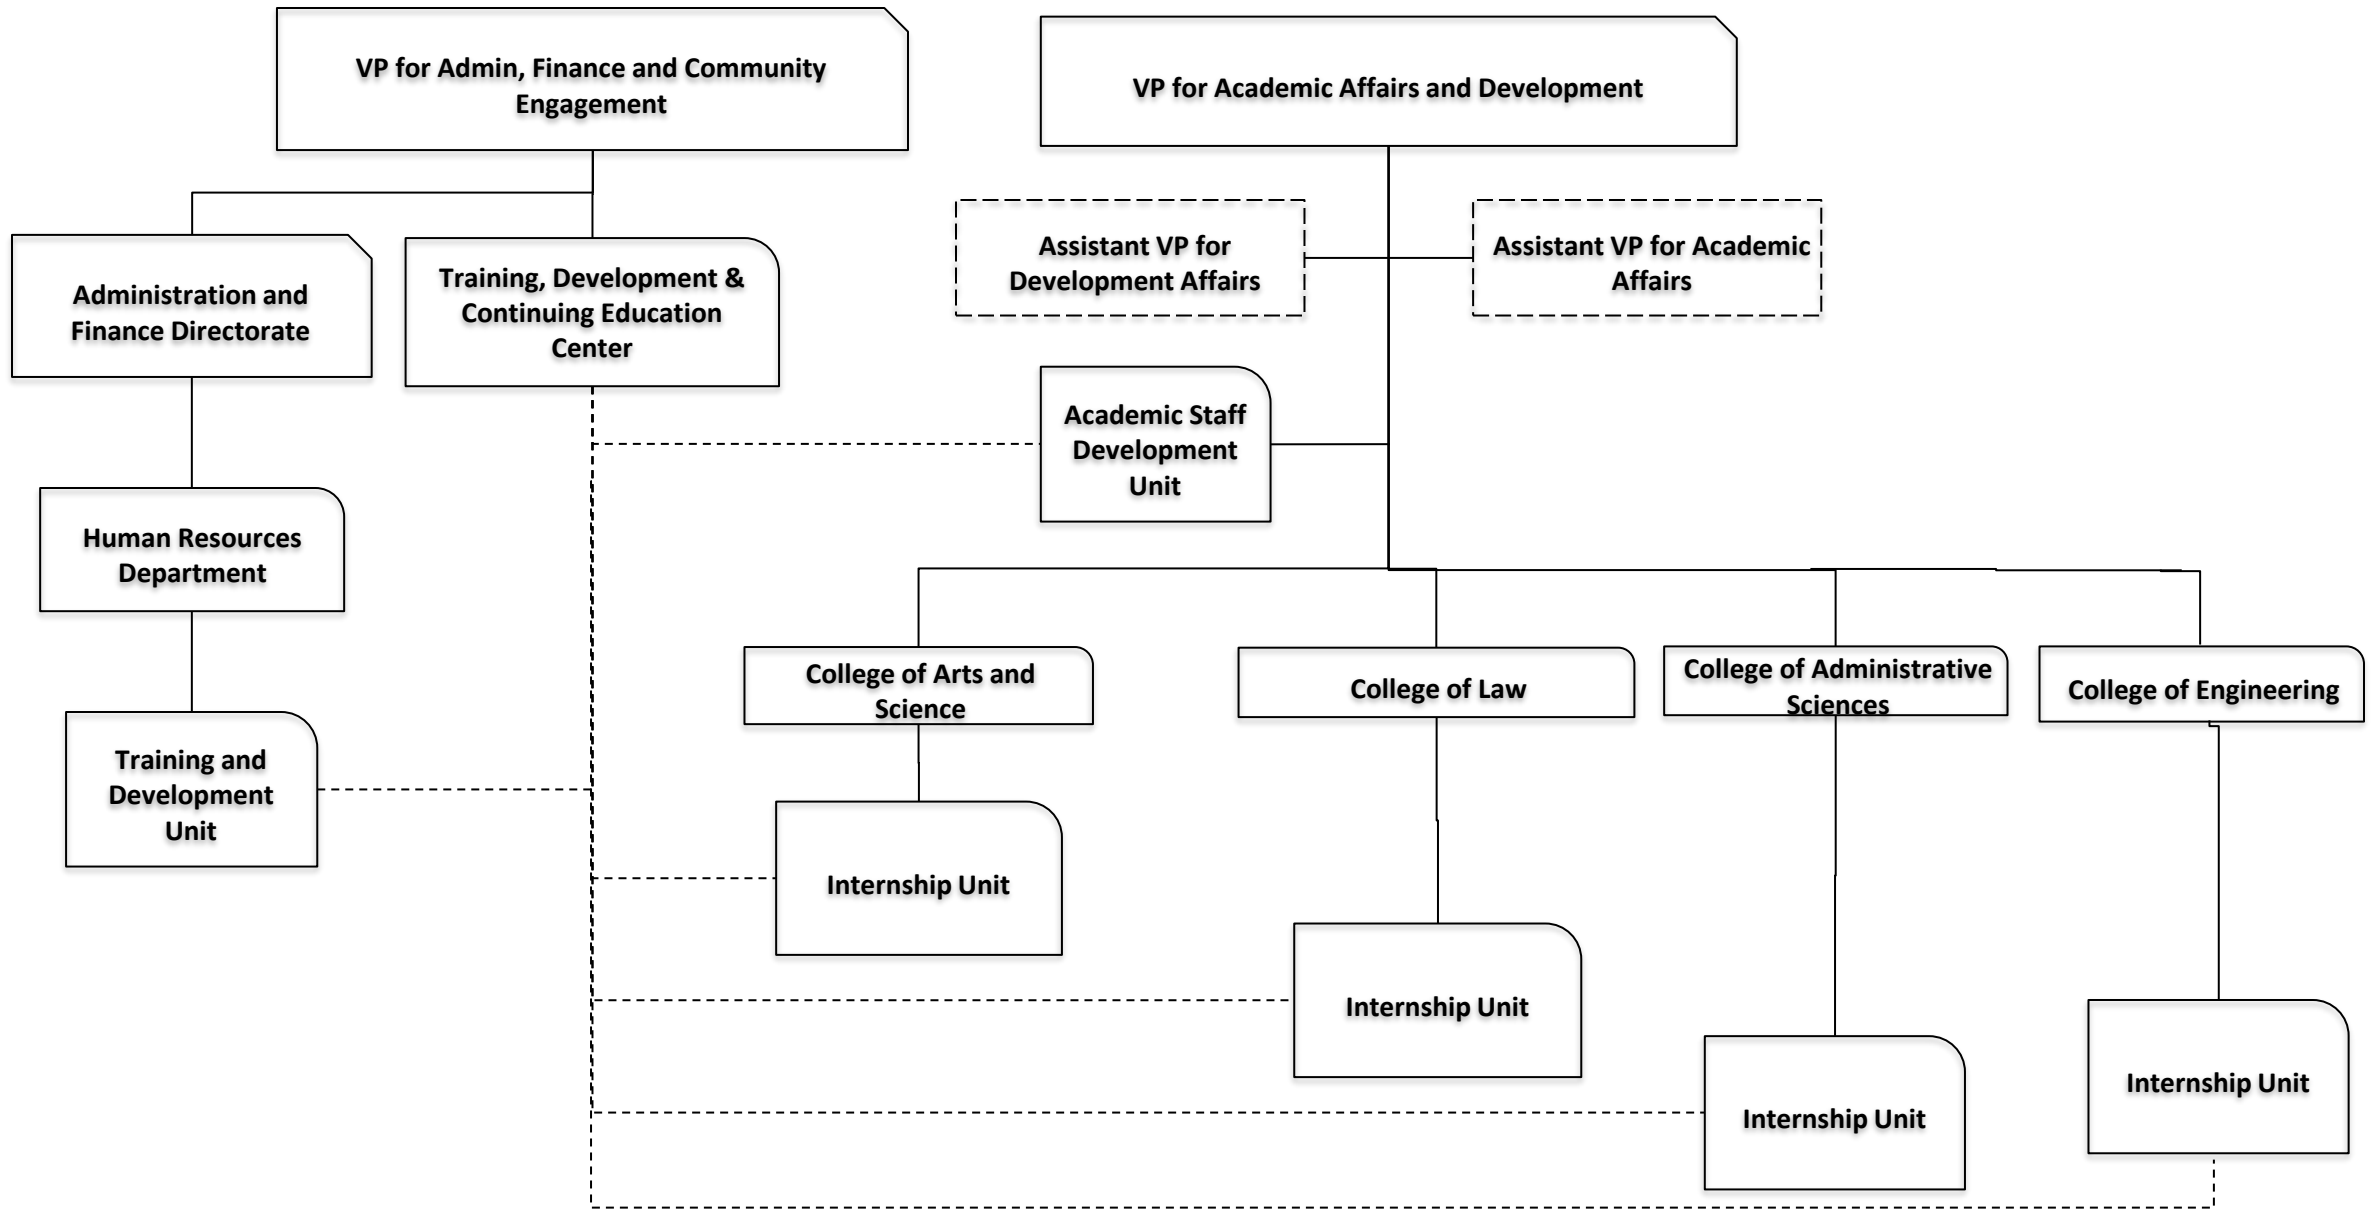 VP for Admin, Finance and Community
Engagement
VP for Academic Affairs and Development
Assistant VP for
Development Affairs
Assistant VP for Academic
Affairs
Administration and
Finance Directorate
Training, Development &
Continuing Education
Center
Academic Staff
Development
Unit
Human Resources
Department
College of Arts and
Science
College of Law
College of Administrative
Sciences
College of Engineering
Training and
Development
Unit
Internship Unit
Internship Unit
Internship Unit
Internship Unit